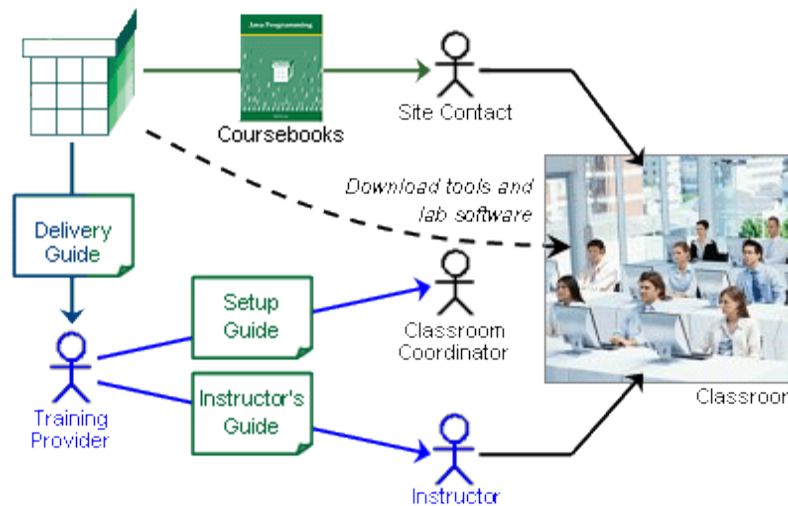 Java Programming
Coursebooks
Site Contact
Download tools and
lab software
Delivery
Guide
Setup
Guide
Classroom
Coordinator
Classroom
Instructor's
Guide
Training
Provider
Instructor